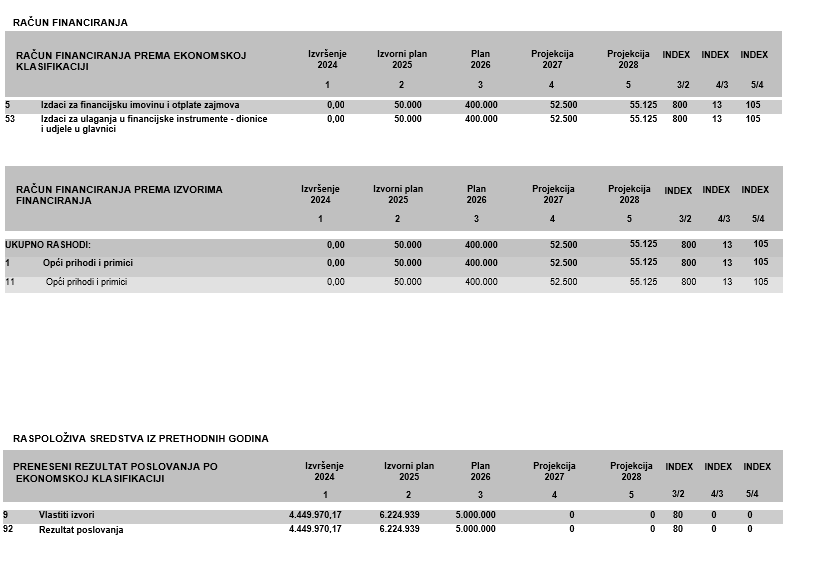 RAČUN FINANCIRANJA
RAČUN FINANCIRANJA PREMA EKONOMSKOJ KLASIFIKACIJI Izvršenje 2024 Izvorni plan 2025 Plan 2026 Projekcija 2027 Projekcija 2028 INDEX INDEX INDEX
1 2 3 4 5 3/2 4/3 5/4
5 Izdaci za financijsku imovinu i otplate zajmova 0,00 50.000 400.000 52.500 55.125 800 13 105
53 Izdaci za ulaganja u financijske instrumente - dionice 0,00 50.000 400.000 52.500 55.125 800 13 105
i udjele u glavnici
RAČUN FINANCIRANJA PREMA IZVORIMA FINANCIRANJA Izvršenje 2024 Izvorni plan 2025 Plan 2026 Projekcija 2027 Projekcija 2028 INDEX INDEX INDEX
1 2 3 4 5 3/2 4/3 5/4
UKUPNO RASHODI: 0,00 50.000 400.000 52.500 55.125 800 13 105
1 Opći prihodi i primici 0,00 50.000 400.000 52.500 55.125 800 13 105
11 Opći prihodi i primici 0,00 50.000 400.000 52.500 55.125 800 13 105
RASPOLOŽIVA SREDSTVA IZ PRETHODNIH GODINA
PRENESENI REZULTAT POSLOVANJA PO EKONOMSKOJ KLASIFIKACIJI Izvršenje 2024 Izvorni plan 2025 Plan 2026 Projekcija 2027 Projekcija 2028 INDEX INDEX INDEX
1 2 3 4 5 3/2 4/3 5/4
9 Vlastiti izvori 4.449.970,17 6.224.939 5.000.000 0 0 80 0 0
92 Rezultat poslovanja 4.449.970,17 6.224.939 5.000.000 0 0 80 0 0